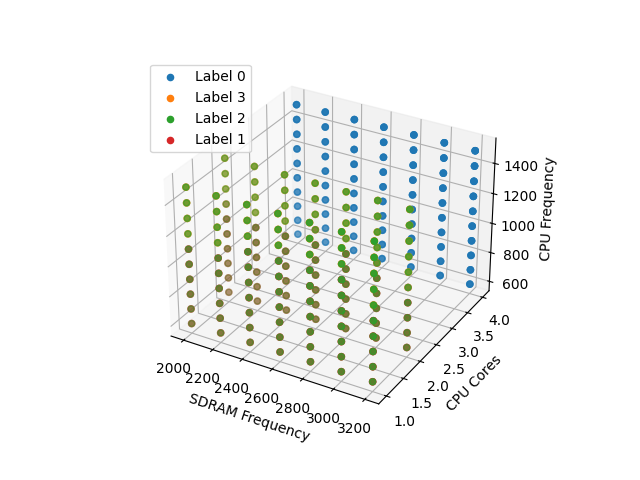 Label 0
Label 3
Label 2
Label 1
1400
1200
1000
800
600
CPU Frequency
4.0
3.5
3.0
2.5
2.0
1.5
1.0
CPU Cores
2000
2200
2400
2600
2800
3000
3200
SDRAM Frequency